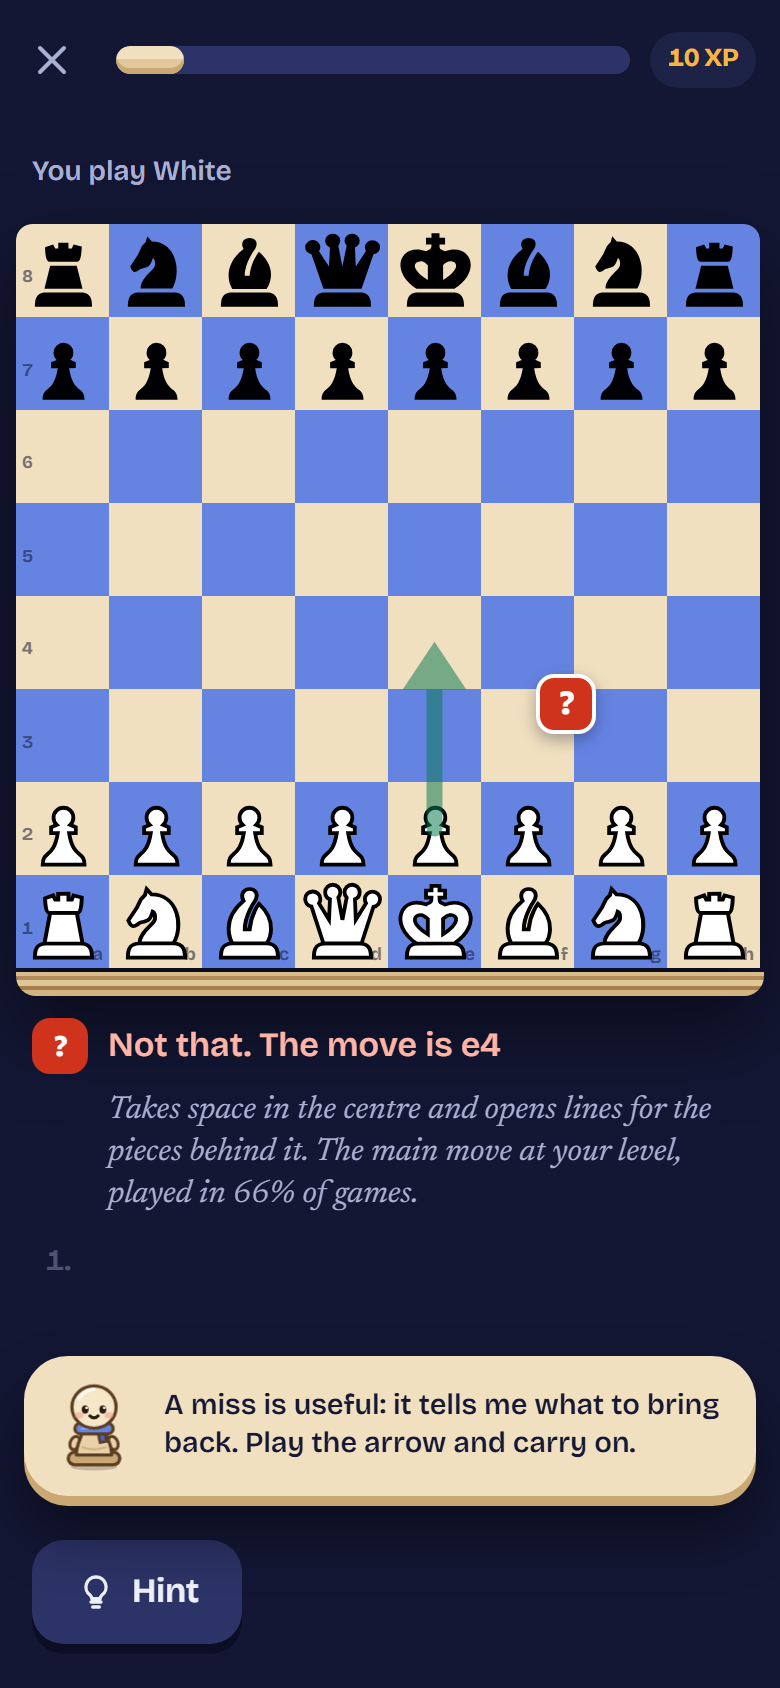 10 XP
You play White
8
7
6
5
4
?
3
2
1
a b c d e f g h
? Not that. The move is e4
Takes space in the centre and opens lines for the
pieces behind it. The main move at your level,
played in 66% of games.
1.
A miss is useful: it tells me what to bring
back. Play the arrow and carry on.
Hint